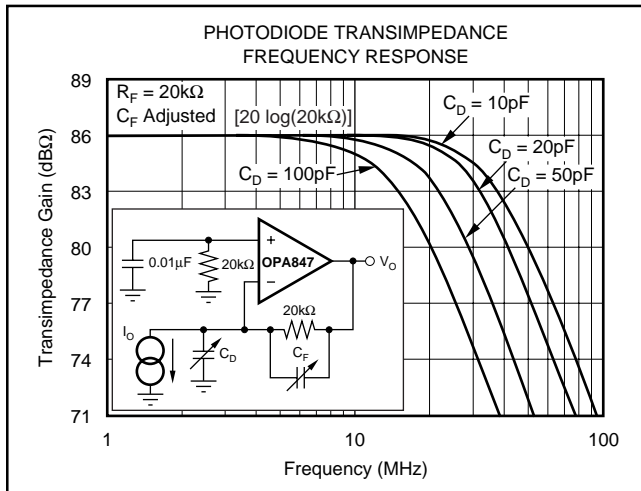 PHOTODIODE TRANSIMPEDANCE
FREQUENCY RESPONSE
Transimpedance Gain (dBΩ)
89
86
83
80
77
74
71
R_F = 20kΩ
C_F Adjusted
[20 log(20kΩ)]
C_D = 10pF
C_D = 20pF
C_D = 50pF
C_D = 100pF
+
OPA847
−
V_O
0.01µF
20kΩ
20kΩ
I_O
C_D
C_F
1
10
100
Frequency (MHz)